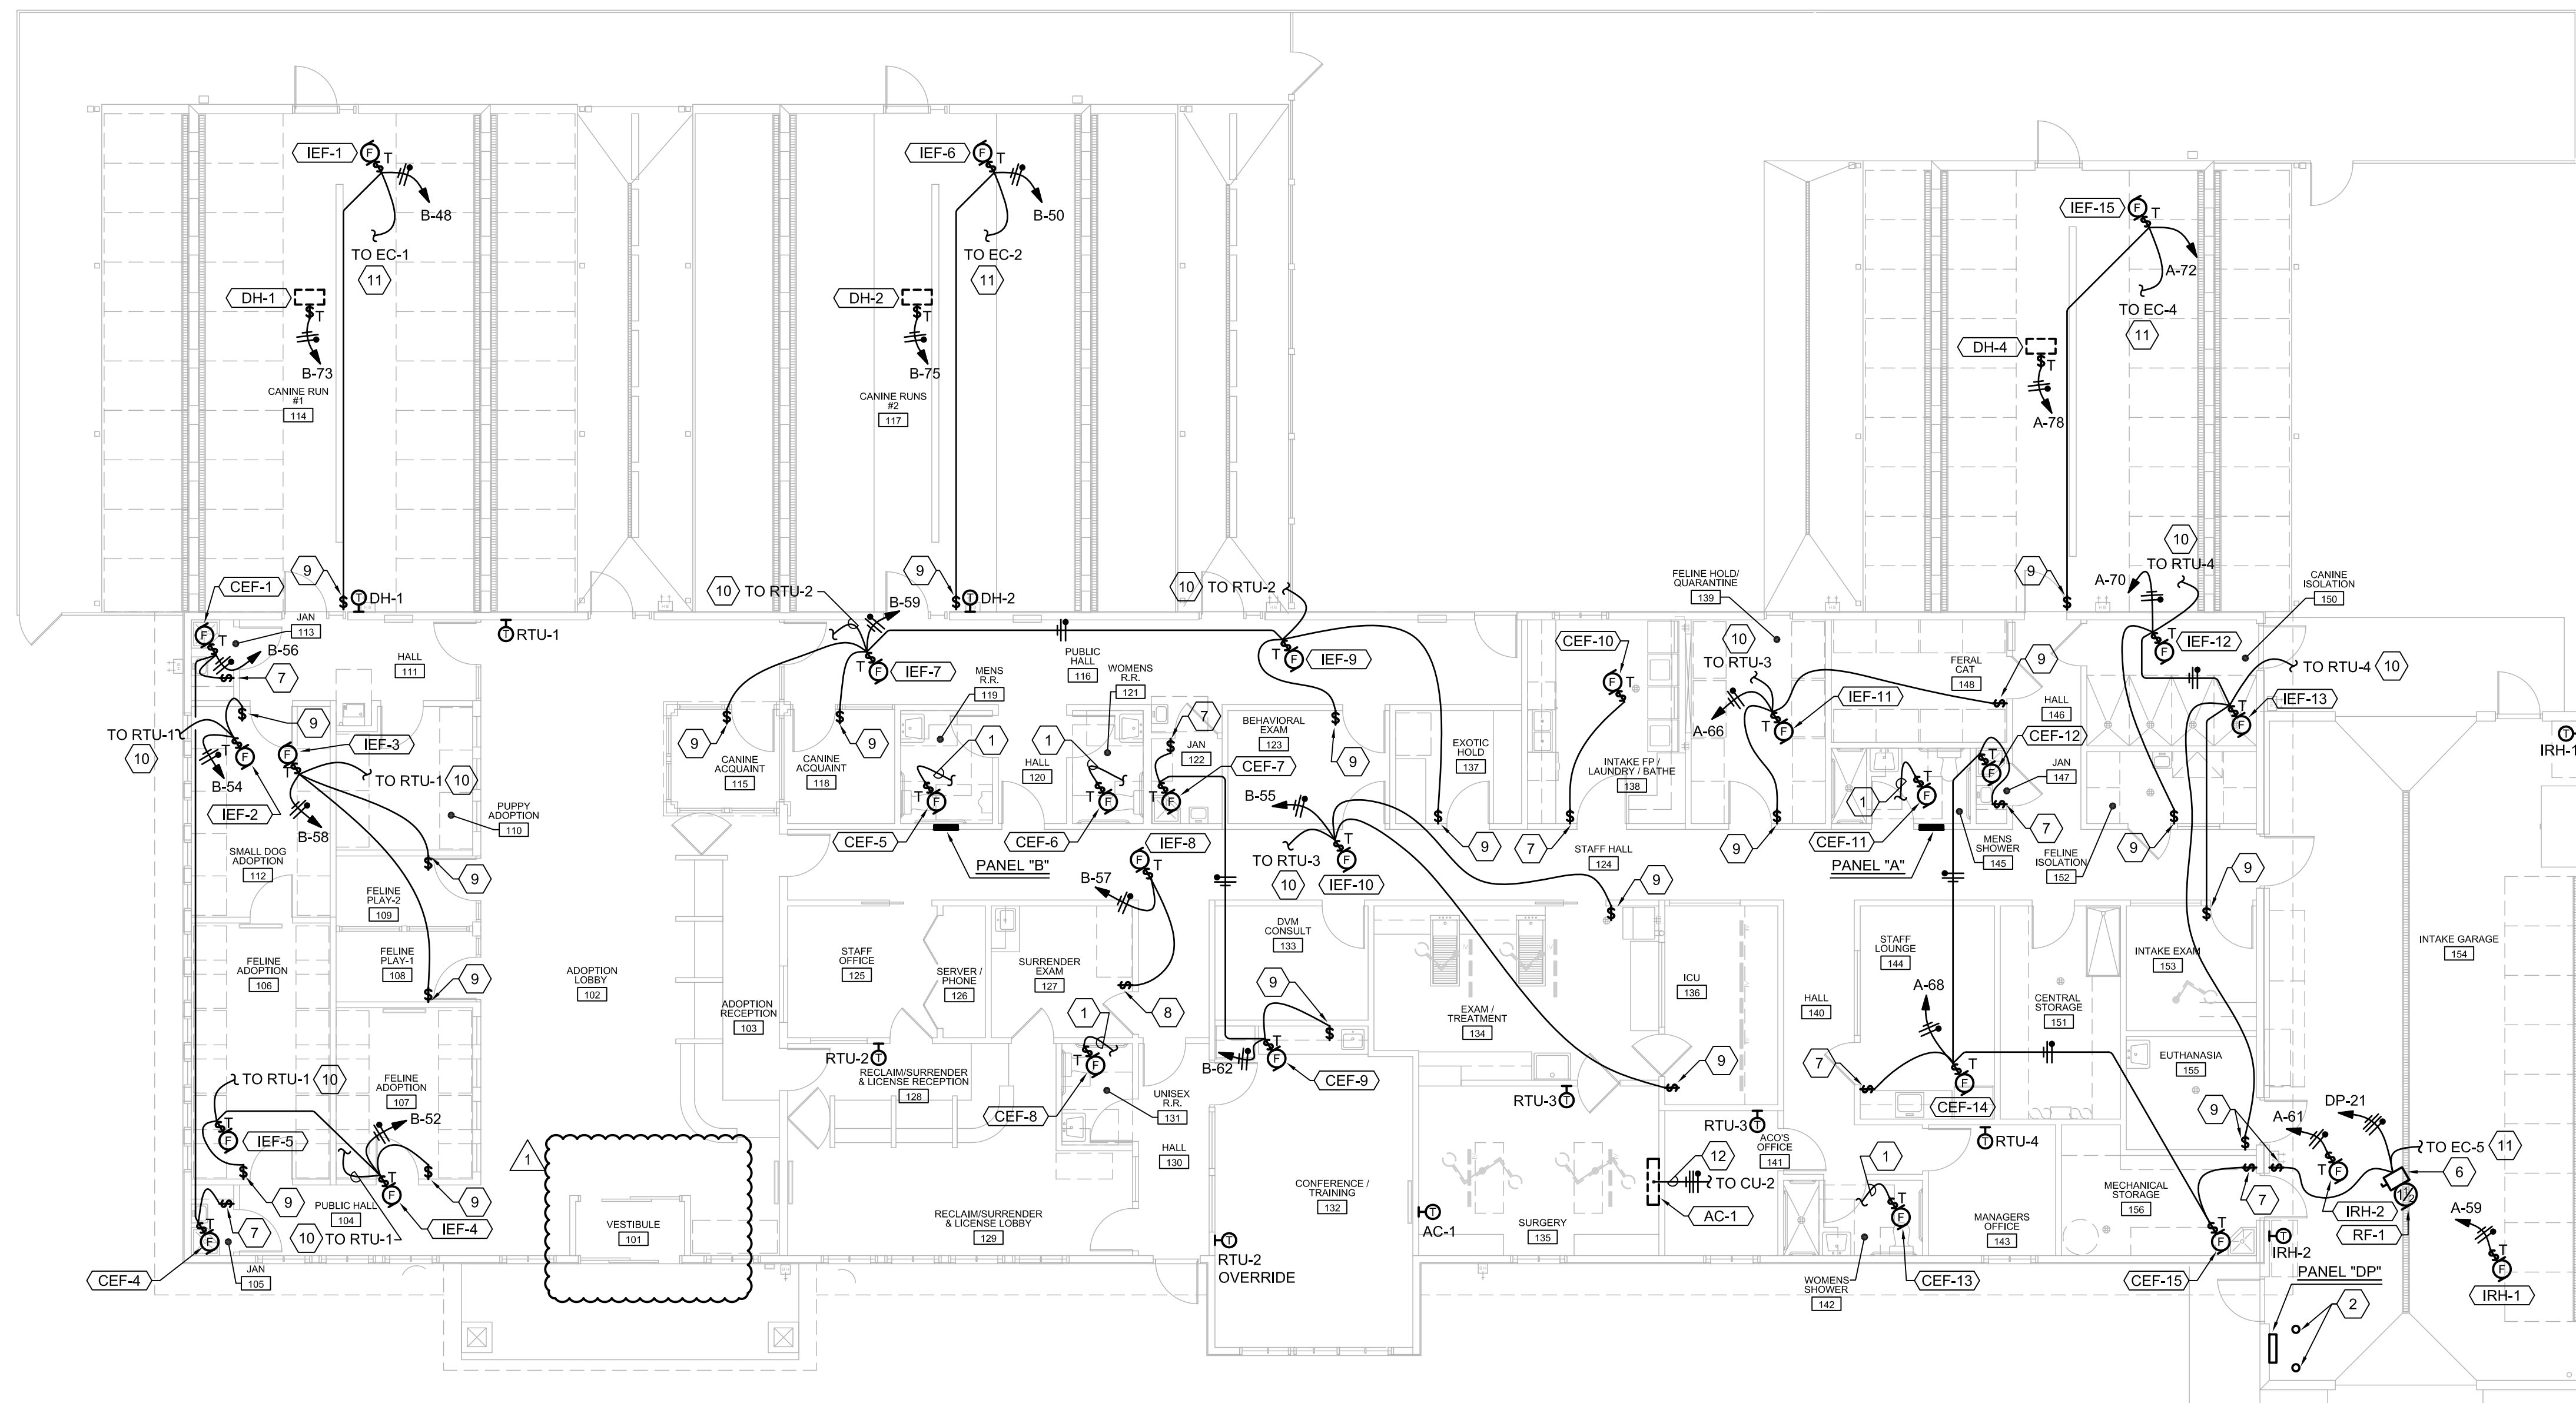 IEF-1
F
T
B-48
TO EC-1
11
DH-1
$
T
B-73
CANINE RUN
#1
114
IEF-6
F
T
B-50
TO EC-2
11
DH-2
$
T
B-75
CANINE RUNS
#2
117
IEF-15
F
T
A-72
TO EC-4
11
DH-4
$
T
A-78
CEF-1
9
$
T
DH-1
T
RTU-1
10
TO RTU-2
B-59
9
$
T
DH-2
10
TO RTU-2
FELINE HOLD/
QUARANTINE
139
9
$
A-70
10
TO RTU-4
CANINE
ISOLATION
150
JAN
113
F
T
B-56
7
HALL
111
IEF-7
F
T
MENS
R.R.
119
PUBLIC
HALL
116
WOMENS
R.R.
121
IEF-9
F
T
CEF-10
F
T
10
TO RTU-3
FERAL
CAT
148
9
IEF-12
F
T
TO RTU-4
10
TO RTU-1
10
9
IEF-3
F
T
B-54
TO RTU-1
10
IEF-2
B-58
PUPPY
ADOPTION
110
9
CANINE
ACQUAINT
115
9
CANINE
ACQUAINT
118
1
1
HALL
120
7
JAN
122
CEF-7
BEHAVIORAL
EXAM
123
9
EXOTIC
HOLD
137
INTAKE FP /
LAUNDRY / BATHE
138
A-66
IEF-11
HALL
146
CEF-12
JAN
147
IEF-13
T
IRH-1
CEF-5
PANEL "B"
CEF-6
IEF-8
B-55
TO RTU-3
10
IEF-10
9
7
STAFF HALL
124
9
1
CEF-11
PANEL "A"
MENS
SHOWER
145
7
FELINE
ISOLATION
152
9
SMALL DOG
ADOPTION
112
FELINE
PLAY-2
109
9
B-57
9
9
FELINE
ADOPTION
106
FELINE
PLAY-1
108
9
ADOPTION
LOBBY
102
ADOPTION
RECEPTION
103
STAFF
OFFICE
125
SERVER /
PHONE
126
SURRENDER
EXAM
127
8
DVM
CONSULT
133
9
EXAM /
TREATMENT
134
ICU
136
HALL
140
STAFF
LOUNGE
144
A-68
CENTRAL
STORAGE
151
INTAKE EXAM
153
INTAKE GARAGE
154
TO RTU-1
10
FELINE
ADOPTION
107
B-52
IEF-5
RTU-2
T
RECLAIM/SURRENDER
& LICENSE RECEPTION
128
1
CEF-8
UNISEX
R.R.
131
B-62
CEF-9
RTU-3
T
9
7
CEF-14
EUTHANASIA
155
9
A-61
DP-21
TO EC-5
11
6
1
HALL
130
RTU-3
T
ACO'S
OFFICE
141
T
RTU-4
9
7
PUBLIC HALL
104
10
TO RTU-1
9
IEF-4
VESTIBULE
101
RECLAIM/SURRENDER
& LICENSE LOBBY
129
CONFERENCE /
TRAINING
132
T
AC-1
SURGERY
135
12
TO CU-2
AC-1
1
MANAGERS
OFFICE
143
MECHANICAL
STORAGE
156
7
IRH-2
1½
RF-1
A-59
CEF-4
JAN
105
T
RTU-2
OVERRIDE
WOMENS
SHOWER
142
CEF-13
CEF-15
T
IRH-2
PANEL "DP"
2
IRH-1